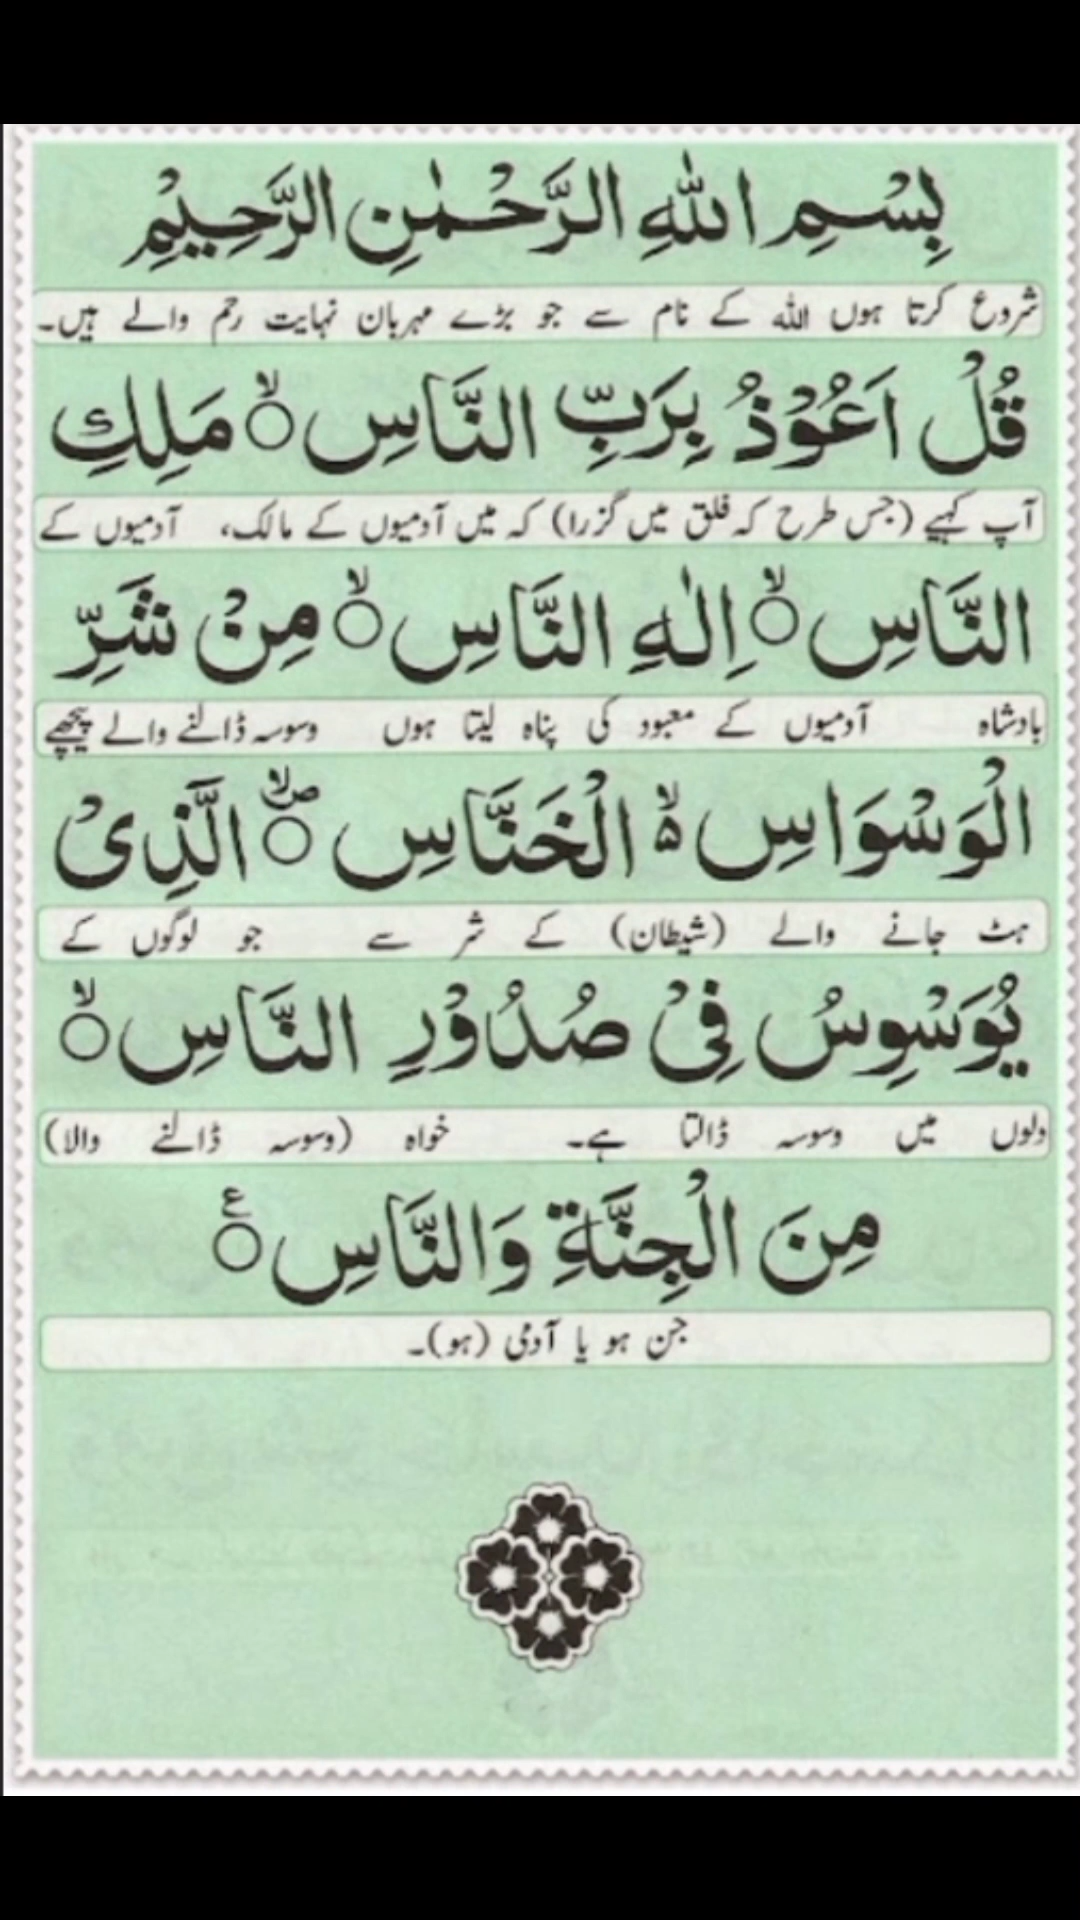 بِسْمِ اللّٰهِ الرَّحْمٰنِ الرَّحِيْمِ
شروع کرتا ہوں اللہ کے نام سے جو بڑے مہربان نہایت رحم والے ہیں۔
قُلْ اَعُوْذُ بِرَبِّ النَّاسِ ۙ مَلِكِ
آپ کہیے (جس طرح کہ فلق میں گزرا) کہ میں آدمیوں کے مالک، آدمیوں کے
النَّاسِ ۙ اِلٰهِ النَّاسِ ۙ مِنْ شَرِّ
بادشاہ آدمیوں کے معبود کی پناہ لیتا ہوں وسوسہ ڈالنے والے پیچھے
الْوَسْوَاسِ ۙ۬ الْخَنَّاسِ ۪ۙ الَّذِىْ
ہٹ جانے والے (شیطان) کے شر سے جو لوگوں کے
يُوَسْوِسُ فِىْ صُدُوْرِ النَّاسِ ۙ
دلوں میں وسوسہ ڈالتا ہے۔ خواہ (وسوسہ ڈالنے والا)
مِنَ الْجِنَّةِ وَالنَّاسِ ع
جن ہو یا آدمی (ہو)۔